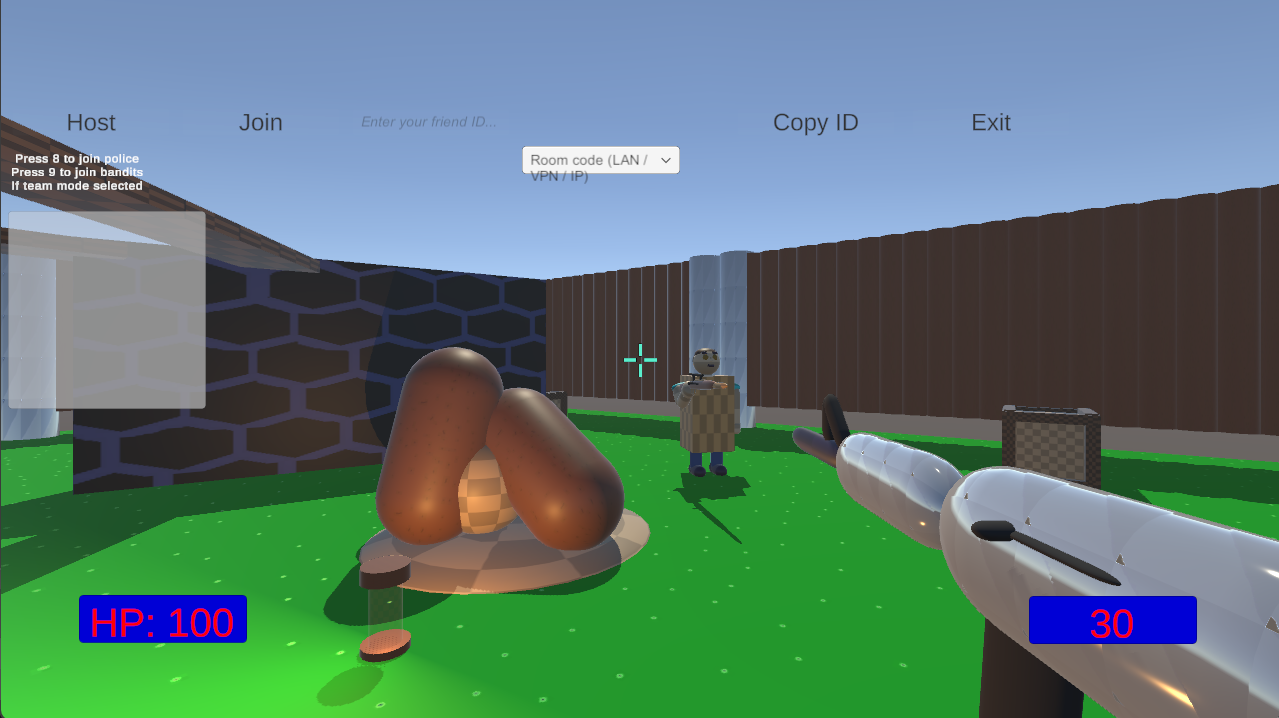 Host
Join
Enter your friend ID...
Copy ID
Exit
Press 8 to join police
Press 9 to join bandits
If team mode selected
Room code (LAN /
VPN / IP)
HP: 100
30